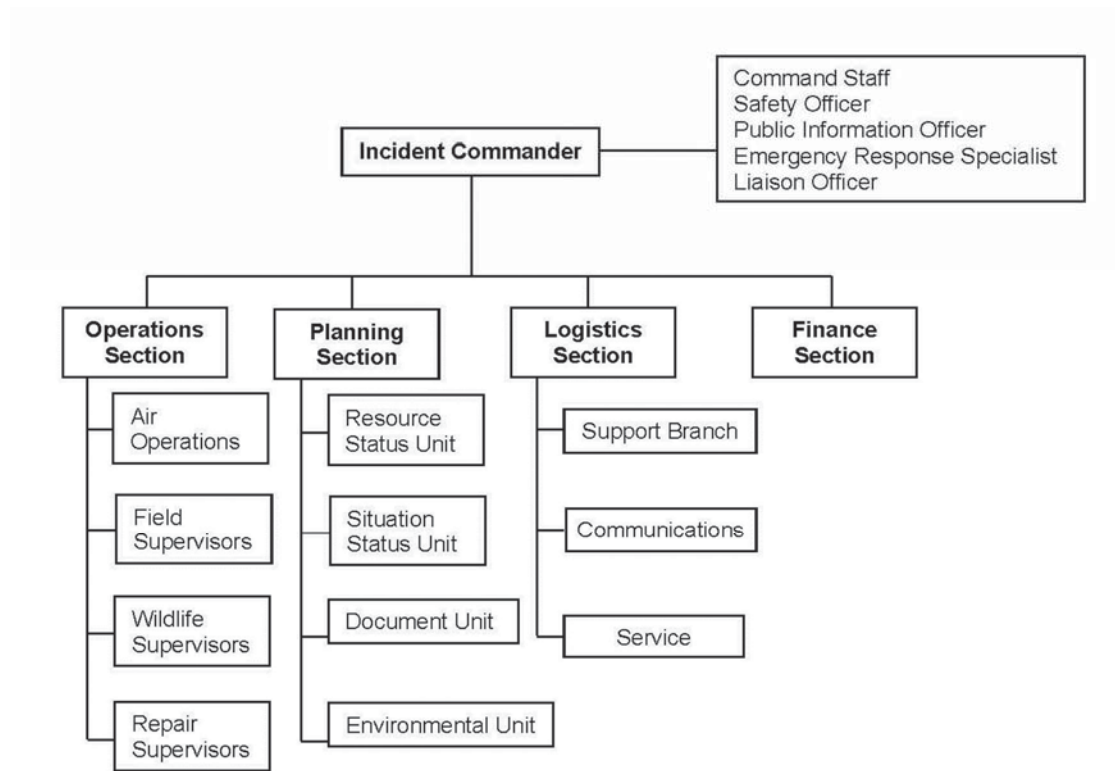 Command Staff
Safety Officer
Public Information Officer
Emergency Response Specialist
Liaison Officer
Incident Commander
Operations
Section
Planning
Section
Logistics
Section
Finance
Section
Air
Operations
Field
Supervisors
Wildlife
Supervisors
Repair
Supervisors
Resource
Status Unit
Situation
Status Unit
Document Unit
Environmental Unit
Support Branch
Communications
Service